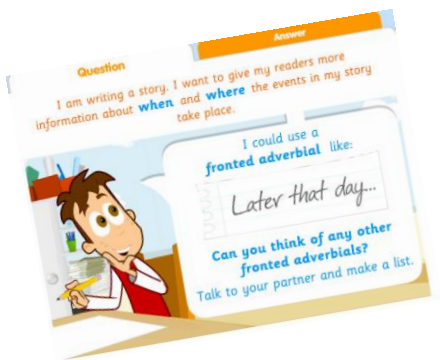 Question
Answer
I am writing a story. I want to give my readers more
information about when and where the events in my story
take place.
I could use a
fronted adverbial like:
Later that day...
Can you think of any other
fronted adverbials?
Talk to your partner and make a list.